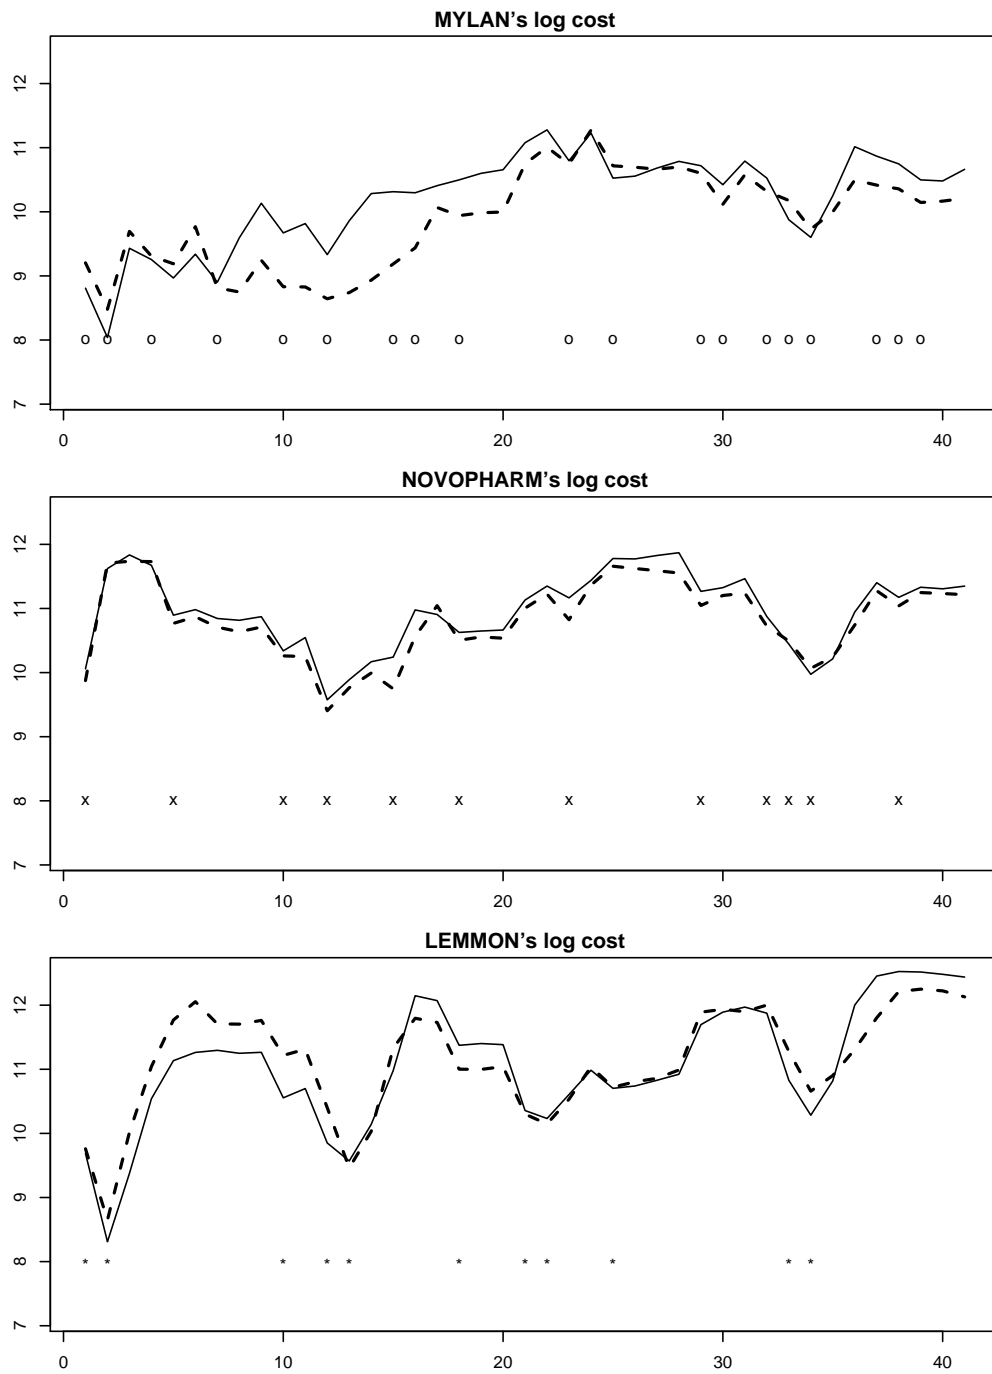 MYLAN’s log cost
12
11
10
9
8
7
o o o o o o o o o o o o o o o o o o o
0 10 20 30 40
NOVOPHARM’s log cost
12
11
10
9
8
7
x x x x x x x x x x x x
0 10 20 30 40
LEMMON’s log cost
12
11
10
9
8
7
* * * * * * * * * * *
0 10 20 30 40